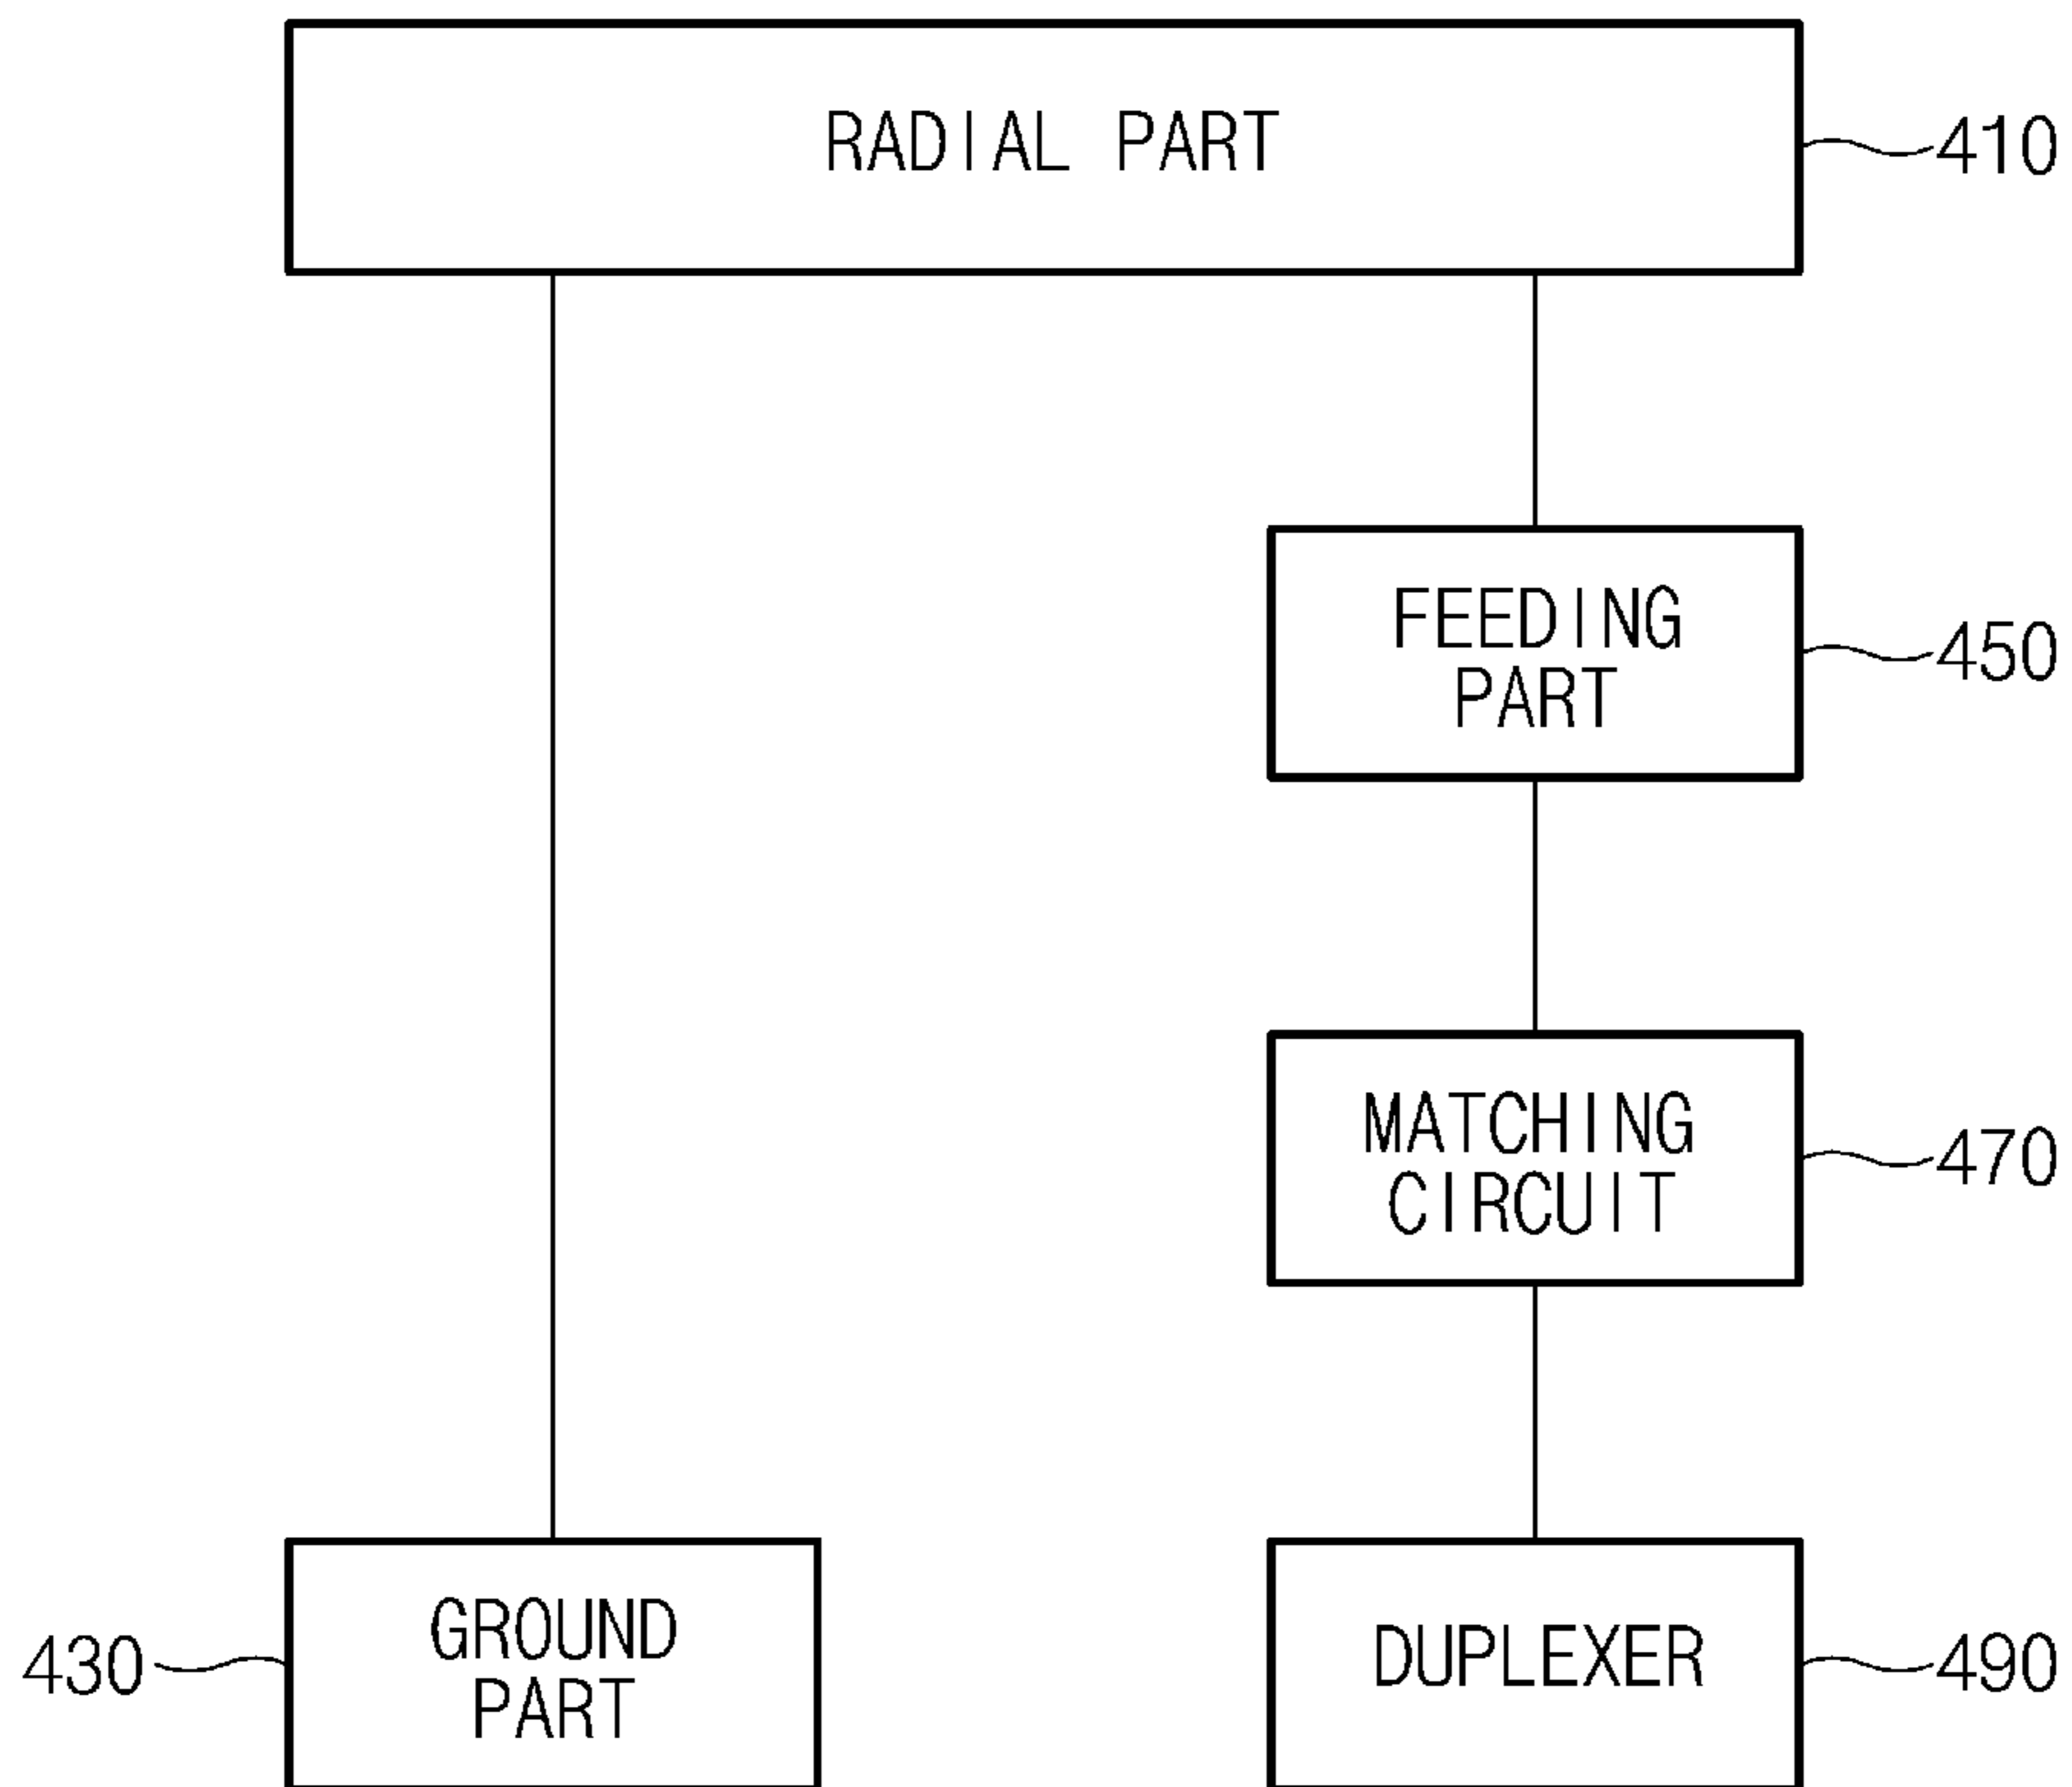 RADIAL PART
410
FEEDING
PART
450
MATCHING
CIRCUIT
470
430
GROUND
PART
DUPLEXER
490